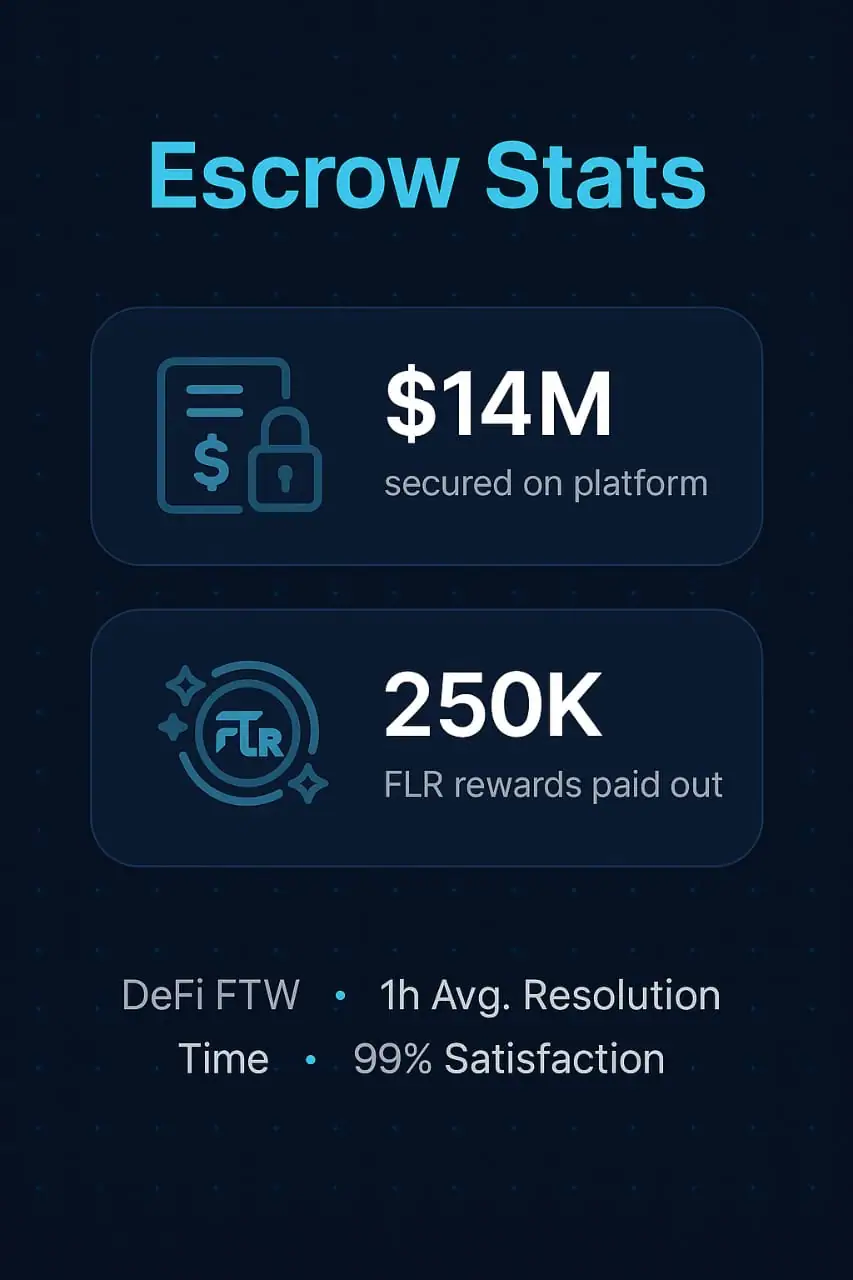 Escrow Stats
$
$14M
secured on platform
FLR
250K
FLR rewards paid out
DeFi FTW • 1h Avg. Resolution
Time • 99% Satisfaction